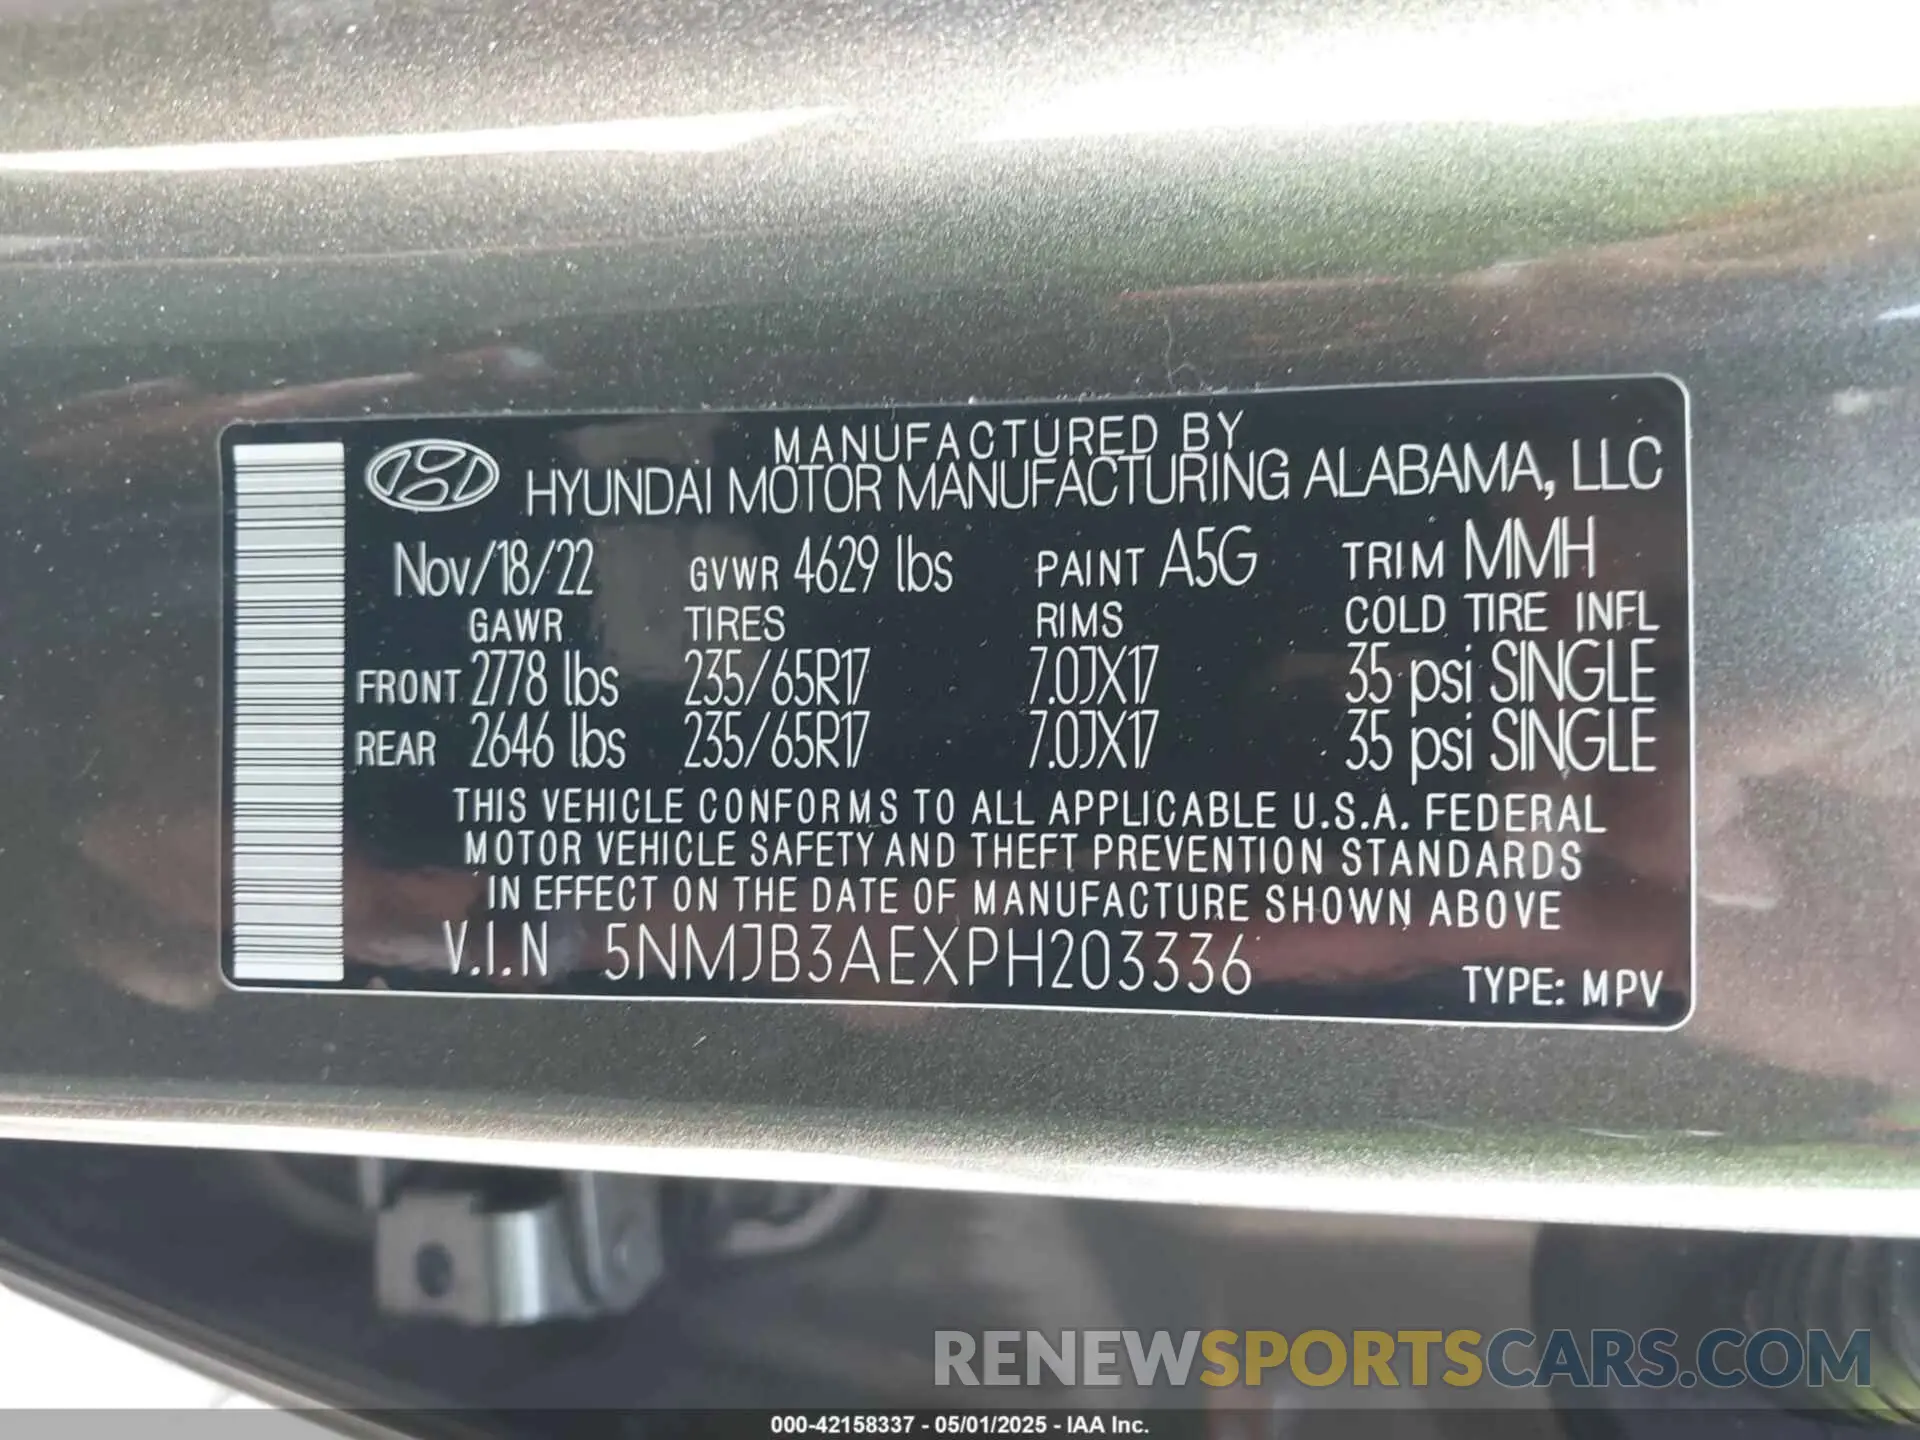 MANUFACTURED BY
HYUNDAI MOTOR MANUFACTURING ALABAMA, LLC
Nov/18/22 GVWR 4629 lbs PAINT A5G TRIM MMH
GAWR TIRES RIMS COLD TIRE INFL
FRONT 2778 lbs 235/65R17 7.0JX17 35 psi SINGLE
REAR 2646 lbs 235/65R17 7.0JX17 35 psi SINGLE
THIS VEHICLE CONFORMS TO ALL APPLICABLE U.S.A. FEDERAL
MOTOR VEHICLE SAFETY AND THEFT PREVENTION STANDARDS
IN EFFECT ON THE DATE OF MANUFACTURE SHOWN ABOVE
V.I.N 5NMJB3AEXPH203336 TYPE: MPV
RENEWSPORTSCARS.COM
000-42158337 - 05/01/2025 - IAA Inc.